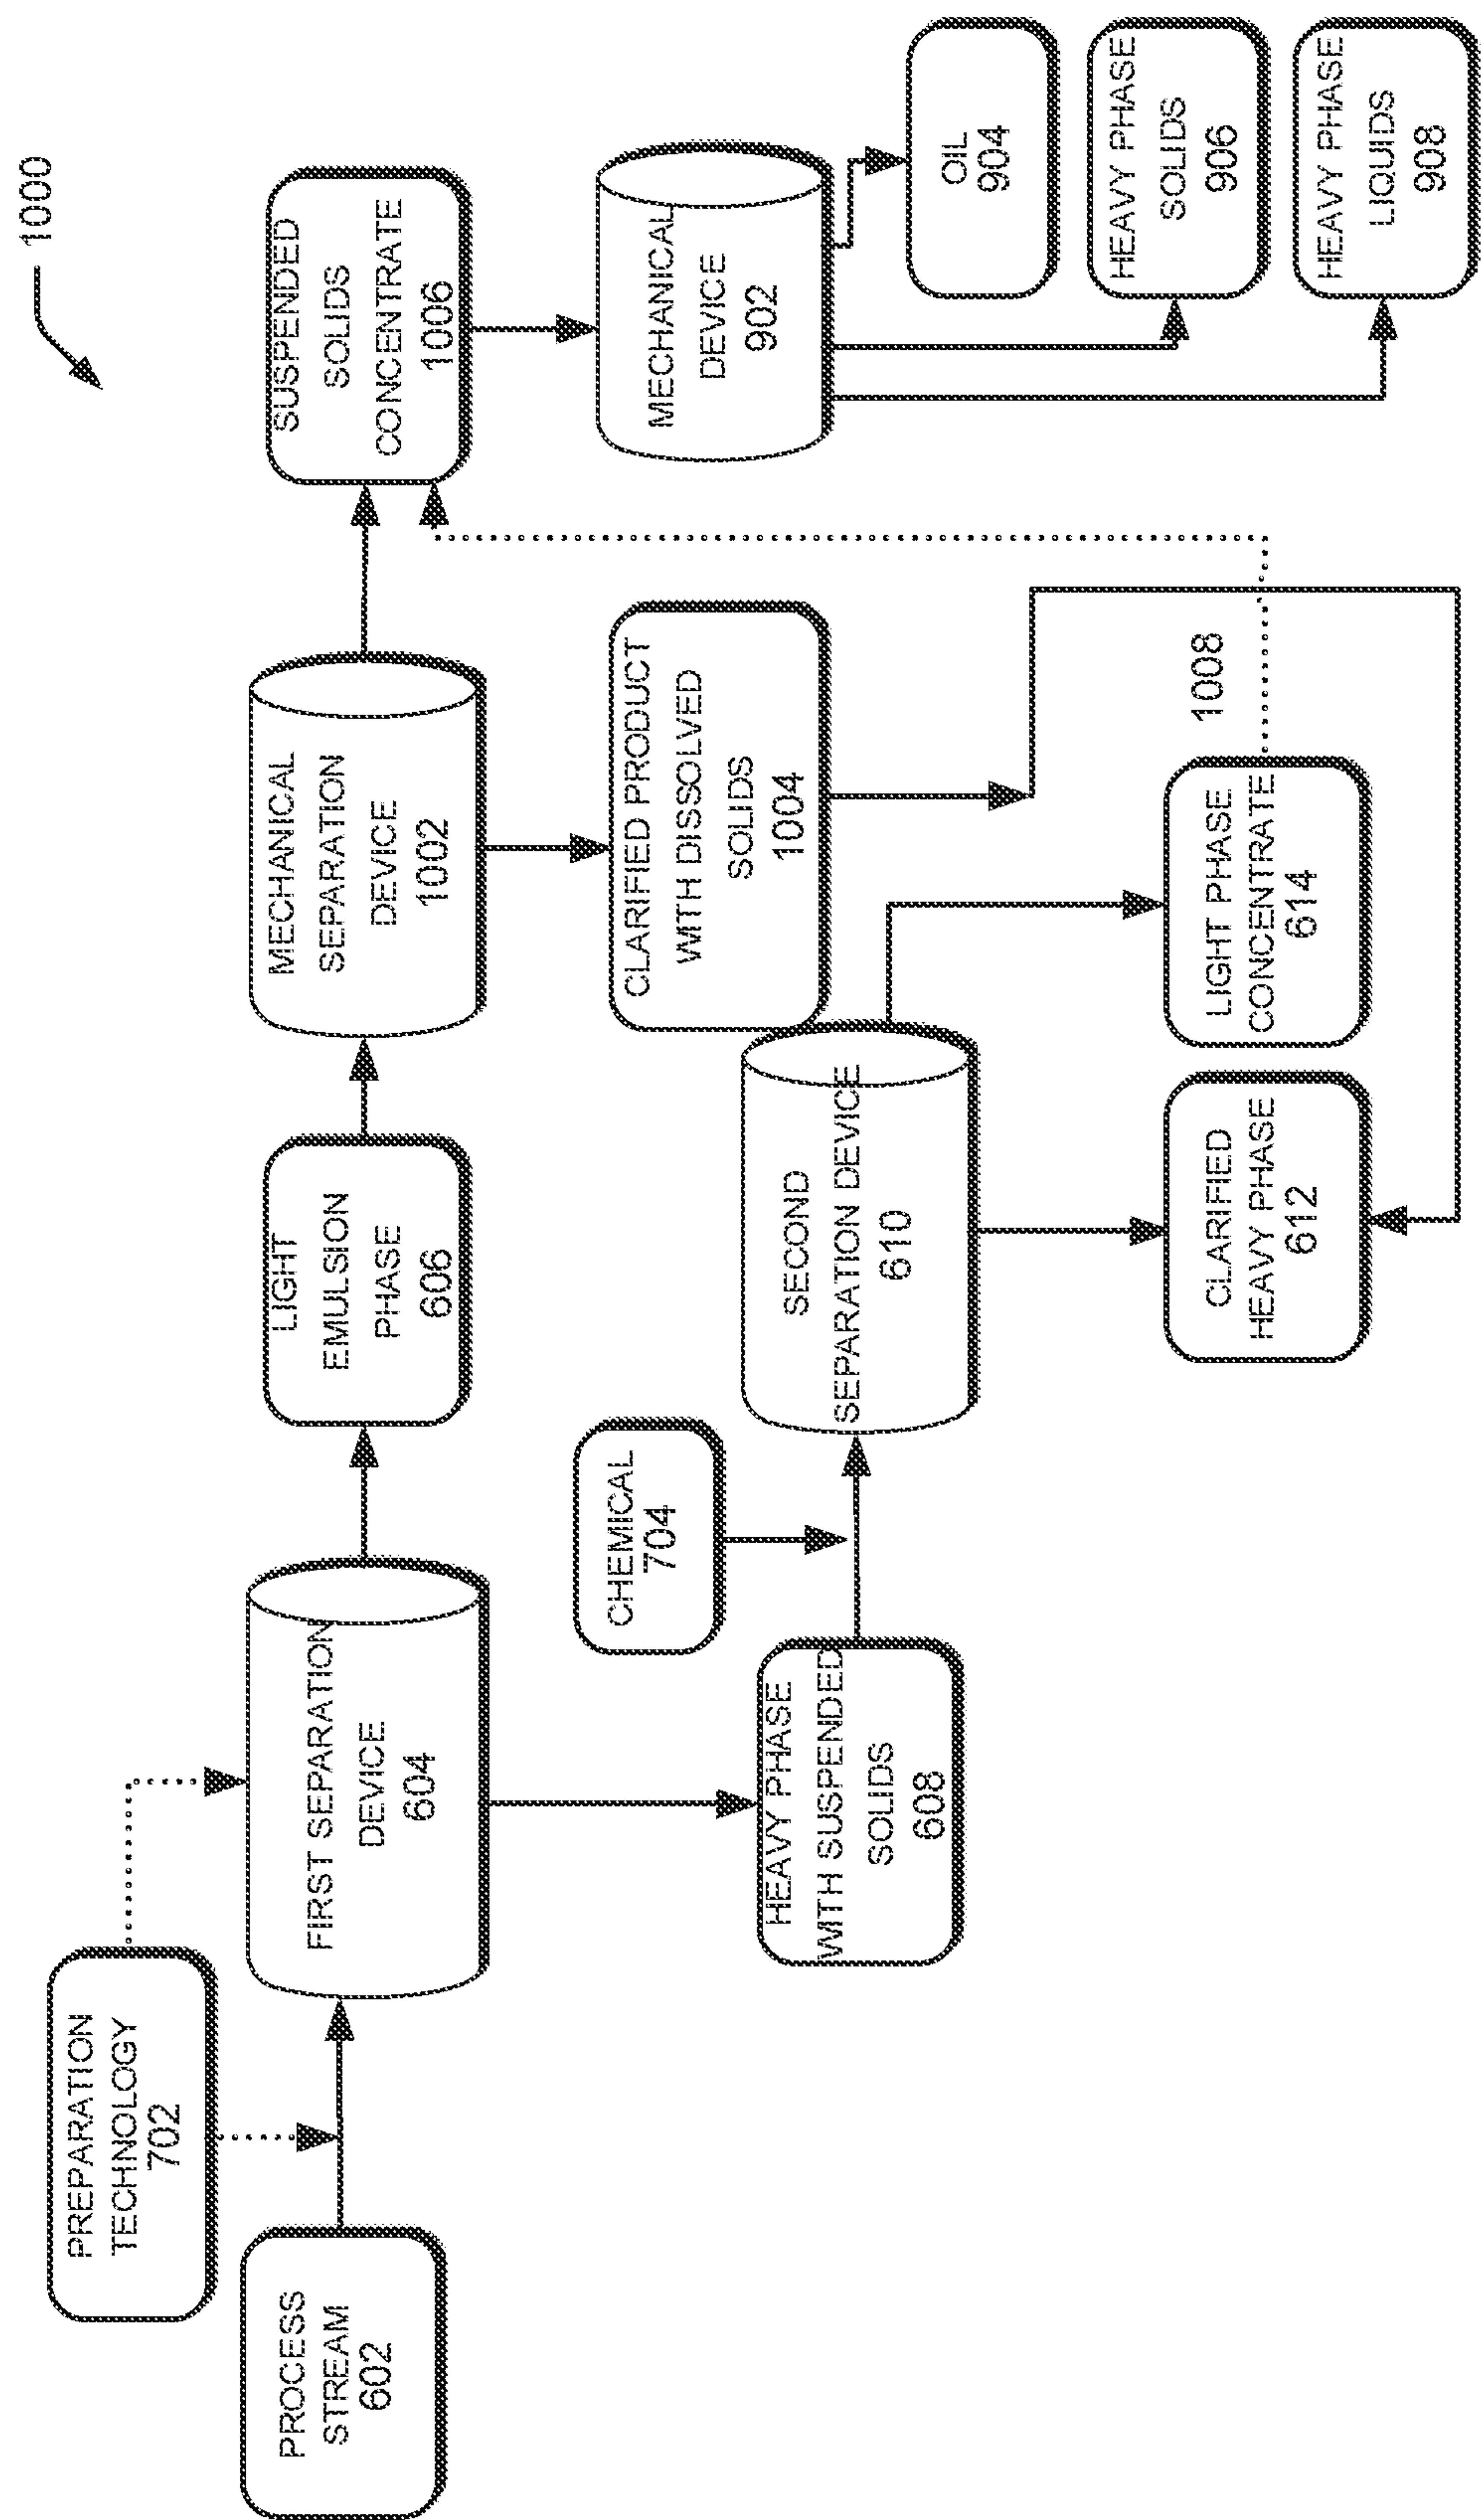 1000
PREPARATION
TECHNOLOGY
702
PROCESS
STREAM
602
FIRST SEPARATION
DEVICE
604
LIGHT
EMULSION
PHASE
606
MECHANICAL
SEPARATION
DEVICE
1002
SUSPENDED
SOLIDS
CONCENTRATE
1006
CHEMICAL
704
HEAVY PHASE
WITH SUSPENDED
SOLIDS
608
SECOND
SEPARATION DEVICE
610
CLARIFIED PRODUCT
WITH DISSOLVED
SOLIDS
1004
MECHANICAL
DEVICE
902
CLARIFIED
HEAVY PHASE
612
LIGHT PHASE
CONCENTRATE
614
1008
OIL
904
HEAVY PHASE
SOLIDS
906
HEAVY PHASE
LIQUIDS
908